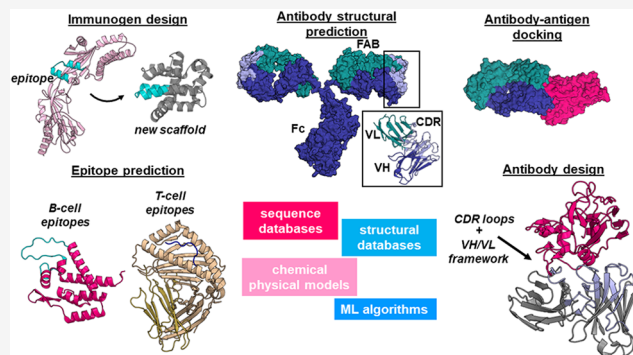 Immunogen design
epitope
new scaffold
Antibody structural
prediction
FAB
Fc
VL
CDR
VH
Antibody-antigen
docking
Epitope prediction
B-cell
epitopes
T-cell
epitopes
sequence
databases
structural
databases
chemical
physical models
ML algorithms
Antibody design
CDR loops
+
VH/VL
framework